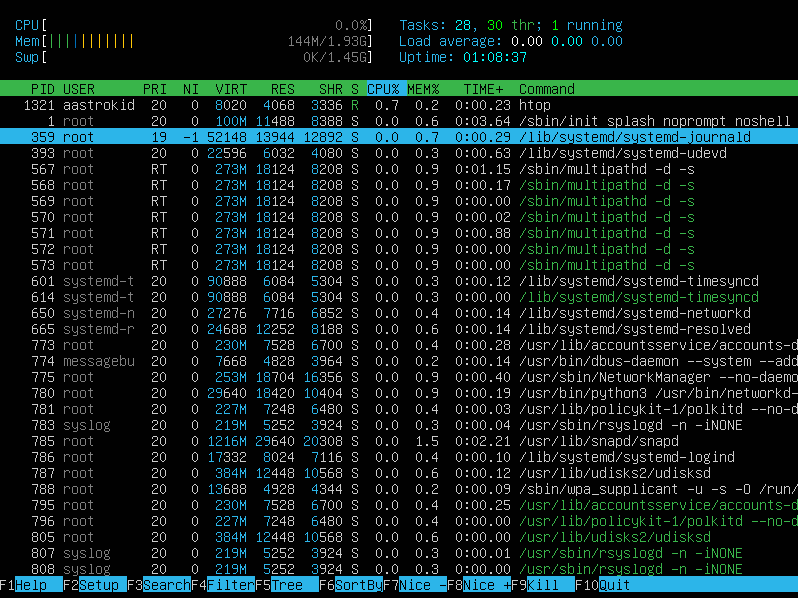 CPU[ 0.0%] Tasks: 28, 30 thr; 1 running
Mem[||||||||||| 144M/1.93G] Load average: 0.00 0.00 0.00
Swp[ 0K/1.45G] Uptime: 01:08:37
PID USER PRI NI VIRT RES SHR S CPU% MEM% TIME+ Command
1321 aastrokid 20 0 8020 4068 3336 R 0.7 0.2 0:00.23 htop
1 root 20 0 100M 11488 8388 S 0.0 0.6 0:03.64 /sbin/init splash noprompt noshell
359 root 19 -1 52148 13944 12892 S 0.0 0.7 0:00.29 /lib/systemd/systemd-journald
393 root 20 0 22596 6032 4080 S 0.0 0.3 0:00.63 /lib/systemd/systemd-udevd
567 root RT 0 273M 18124 8208 S 0.0 0.9 0:01.15 /sbin/multipathd -d -s
568 root RT 0 273M 18124 8208 S 0.0 0.9 0:00.17 /sbin/multipathd -d -s
569 root RT 0 273M 18124 8208 S 0.0 0.9 0:00.00 /sbin/multipathd -d -s
570 root RT 0 273M 18124 8208 S 0.0 0.9 0:00.02 /sbin/multipathd -d -s
571 root RT 0 273M 18124 8208 S 0.0 0.9 0:00.88 /sbin/multipathd -d -s
572 root RT 0 273M 18124 8208 S 0.0 0.9 0:00.00 /sbin/multipathd -d -s
573 root RT 0 273M 18124 8208 S 0.0 0.9 0:00.00 /sbin/multipathd -d -s
601 systemd-t 20 0 90888 6084 5304 S 0.0 0.3 0:00.12 /lib/systemd/systemd-timesyncd
614 systemd-t 20 0 90888 6084 5304 S 0.0 0.3 0:00.00 /lib/systemd/systemd-timesyncd
650 systemd-n 20 0 27276 7716 6852 S 0.0 0.4 0:00.14 /lib/systemd/systemd-networkd
665 systemd-r 20 0 24688 12252 8188 S 0.0 0.6 0:00.15 /lib/systemd/systemd-resolved
773 root 20 0 230M 7528 6700 S 0.0 0.4 0:00.28 /usr/lib/accountsservice/accounts-d
774 messagebu 20 0 7668 4828 3964 S 0.0 0.2 0:00.14 /usr/bin/dbus-daemon --system --add
775 root 20 0 253M 18704 16356 S 0.0 0.9 0:00.40 /usr/sbin/NetworkManager --no-daemo
780 root 20 0 29640 18420 10404 S 0.0 0.9 0:00.19 /usr/bin/python3 /usr/bin/network-
781 root 20 0 227M 7248 6480 S 0.0 0.4 0:00.03 /usr/lib/policykit-1/polkitd --no-d
783 syslog 20 0 219M 5252 3924 S 0.0 0.3 0:00.04 /usr/sbin/rsyslogd -n -iNONE
785 root 20 0 1216M 29640 20308 S 0.0 1.5 0:02.21 /usr/lib/snapd/snapd
786 root 20 0 17332 8024 7116 S 0.0 0.4 0:00.10 /lib/systemd/systemd-logind
787 root 20 0 384M 12448 10568 S 0.0 0.6 0:00.12 /usr/lib/udisks2/udisksd
788 root 20 0 13688 4928 4344 S 0.0 0.2 0:00.09 /sbin/wpa_supplicant -u -s -O /run/
795 root 20 0 230M 7528 6700 S 0.0 0.4 0:00.25 /usr/lib/accountsservice/accounts-d
796 root 20 0 227M 7248 6480 S 0.0 0.4 0:00.00 /usr/lib/policykit-1/polkitd --no-d
805 root 20 0 384M 12448 10568 S 0.0 0.6 0:00.00 /usr/lib/udisks2/udisksd
807 syslog 20 0 219M 5252 3924 S 0.0 0.3 0:00.01 /usr/sbin/rsyslogd -n -iNONE
808 syslog 20 0 219M 5252 3924 S 0.0 0.3 0:00.00 /usr/sbin/rsyslogd -n -iNONE
F1Help F2Setup F3SearchF4FilterF5Tree F6SortByF7Nice -F8Nice +F9Kill F10Quit